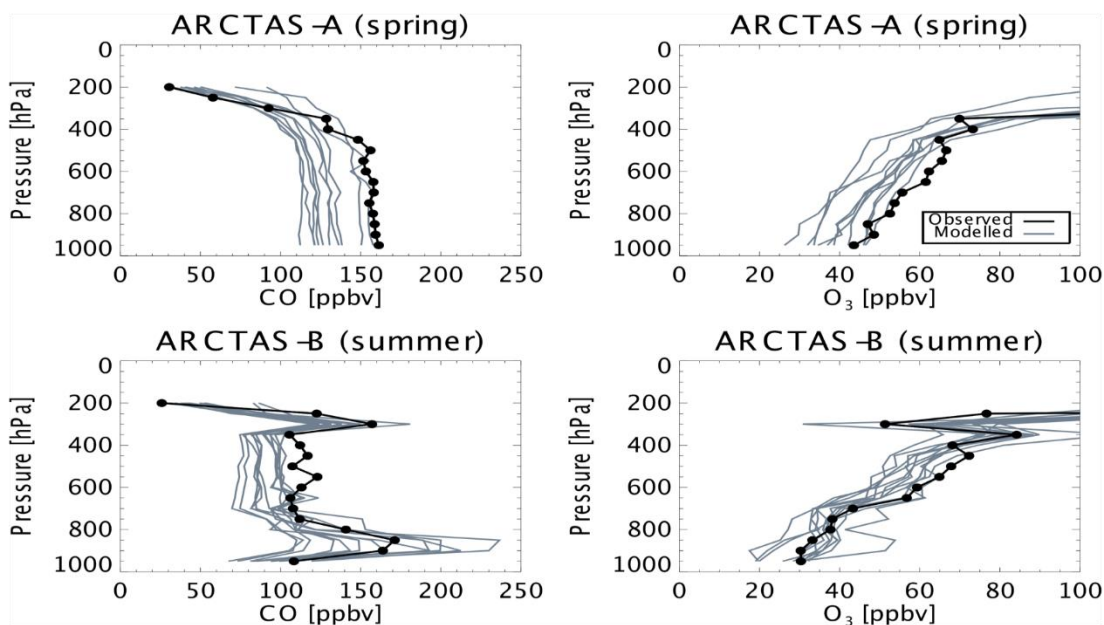 ARCTAS-A (spring)
0
200
400
600
800
1000
Pressure [hPa]
0 50 100 150 200 250
CO [ppbv]
ARCTAS-A (spring)
0
200
400
600
800
1000
Pressure [hPa]
Observed
Modelled
0 20 40 60 80 100
O3 [ppbv]
ARCTAS-B (summer)
0
200
400
600
800
1000
Pressure [hPa]
0 50 100 150 200 250
CO [ppbv]
ARCTAS-B (summer)
0
200
400
600
800
1000
Pressure [hPa]
0 20 40 60 80 100
O3 [ppbv]